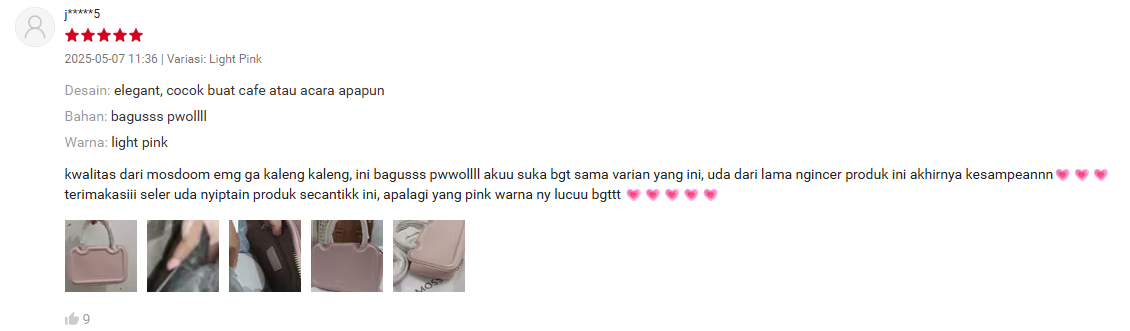 j*****5
2025-05-07 11:36 | Variasi: Light Pink
Desain: elegant, cocok buat cafe atau acara apapun
Bahan: bagusss pwollll
Warna: light pink
kwalitas dari mosdoom emg ga kaleng kaleng, ini bagusss pwwollll akuu suka bgt sama varian yang ini, uda dari lama ngincer produk ini akhirnya kesampeannn💗💗💗
terimakasiii seler uda nyiptain produk secantikk ini, apalagi yang pink warna ny lucuu bgttt 💗💗💗💗💗
9